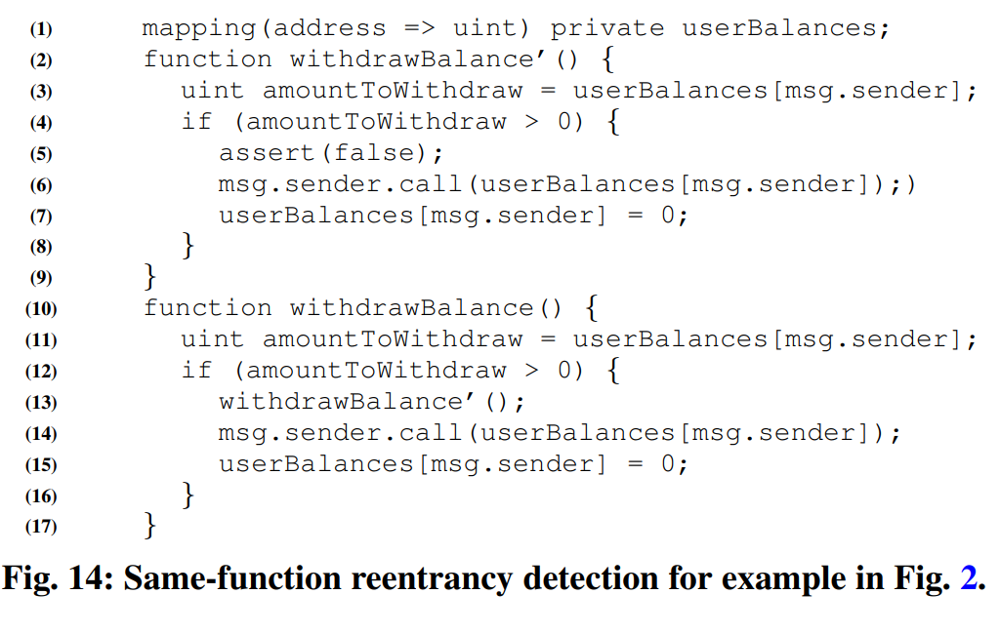 (1) mapping(address => uint) private userBalances;
(2) function withdrawBalance′() {
(3) uint amountToWithdraw = userBalances[msg.sender];
(4) if (amountToWithdraw > 0) {
(5) assert(false);
(6) msg.sender.call(userBalances[msg.sender]);)
(7) userBalances[msg.sender] = 0;
(8) }
(9) }
(10) function withdrawBalance() {
(11) uint amountToWithdraw = userBalances[msg.sender];
(12) if (amountToWithdraw > 0) {
(13) withdrawBalance′();
(14) msg.sender.call(userBalances[msg.sender]);
(15) userBalances[msg.sender] = 0;
(16) }
(17) }
Fig. 14: Same-function reentrancy detection for example in Fig. 2.